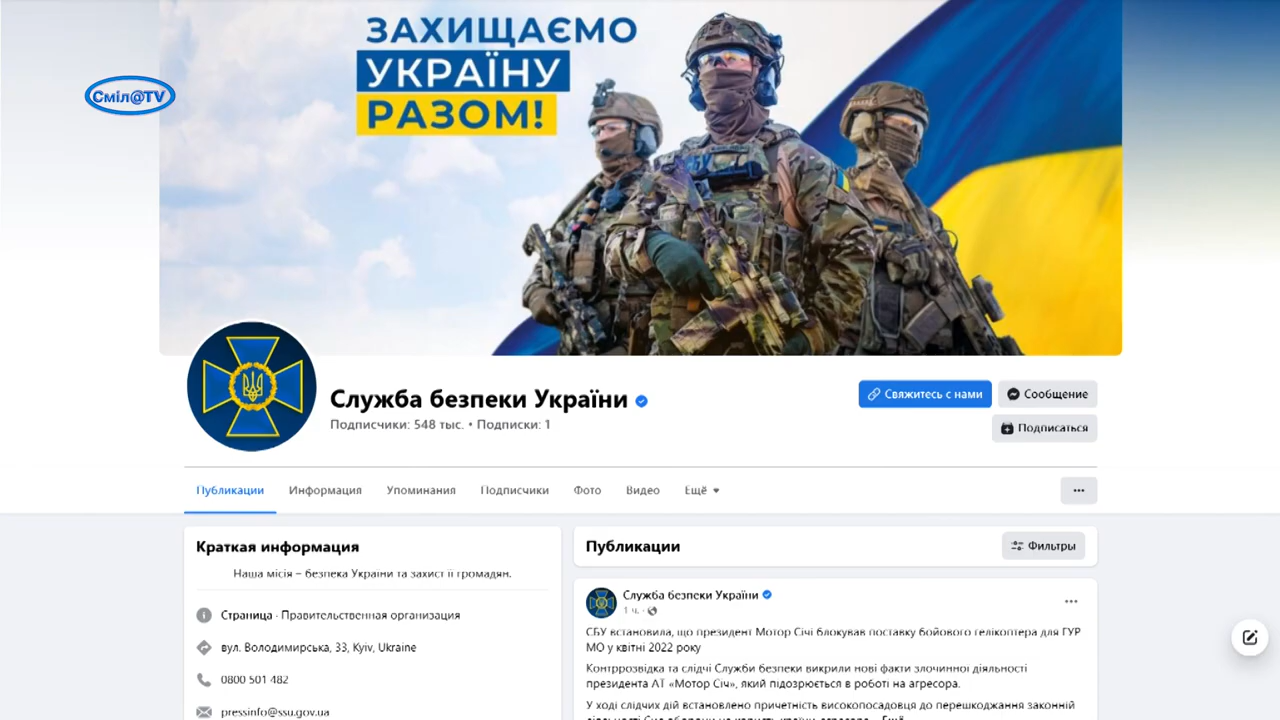 ЗАХИЩАЄМО
УКРАЇНУ
РАЗОМ!
Сміл@TV
Служба безпеки України
Подписчики: 548 тыс. • Подписки: 1
Свяжитесь с нами
Сообщение
Подписаться
Публикации Информация Упоминания Подписчики Фото Видео Ещё
Краткая информация
Наша місія – безпека України та захист її громадян.
Страница · Правительственная организация
вул. Володимирська, 33, Kyiv, Ukraine
0800 501 482
pressinfo@ssu.gov.ua
Публикации
Фильтры
Служба безпеки України
1 ч. ·
СБУ встановила, що президент Мотор Січі блокував поставку бойового гелікоптера для ГУР
МО у квітні 2022 року
Контррозвідка та слідчі Служби безпеки викрили нові факти злочинної діяльності
президента АТ «Мотор Січ», який підозрюється в роботі на агресора.
У ході слідчих дій встановлено причетність високопосадовця до перешкоджання законній